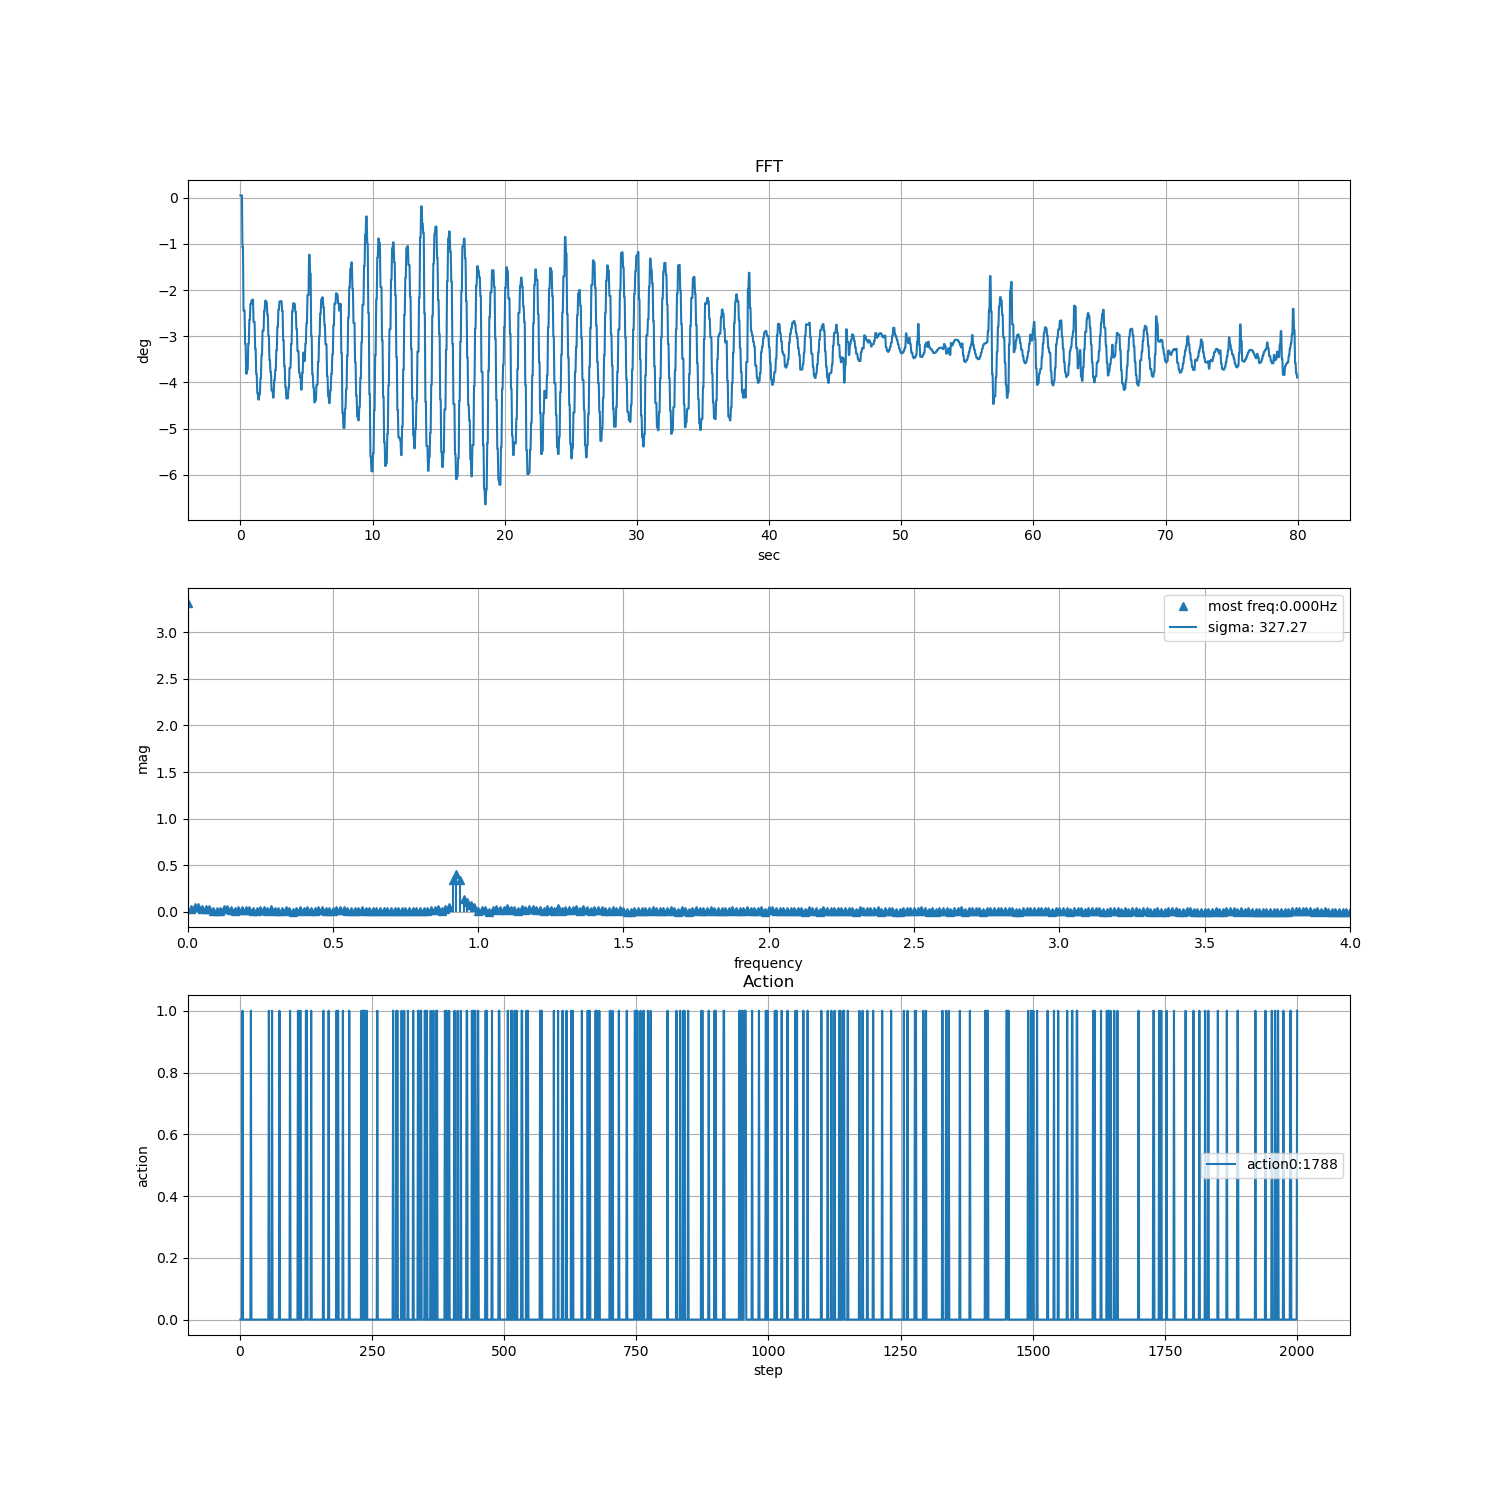 FFT
0
−1
−2
−3
−4
−5
−6
deg
0 10 20 30 40 50 60 70 80
sec
most freq:0.000Hz
sigma: 327.27
3.0
2.5
2.0
1.5
1.0
0.5
0.0
mag
0.0 0.5 1.0 1.5 2.0 2.5 3.0 3.5 4.0
frequency
Action
1.0
0.8
0.6
0.4
0.2
0.0
action
action0:1788
0 250 500 750 1000 1250 1500 1750 2000
step